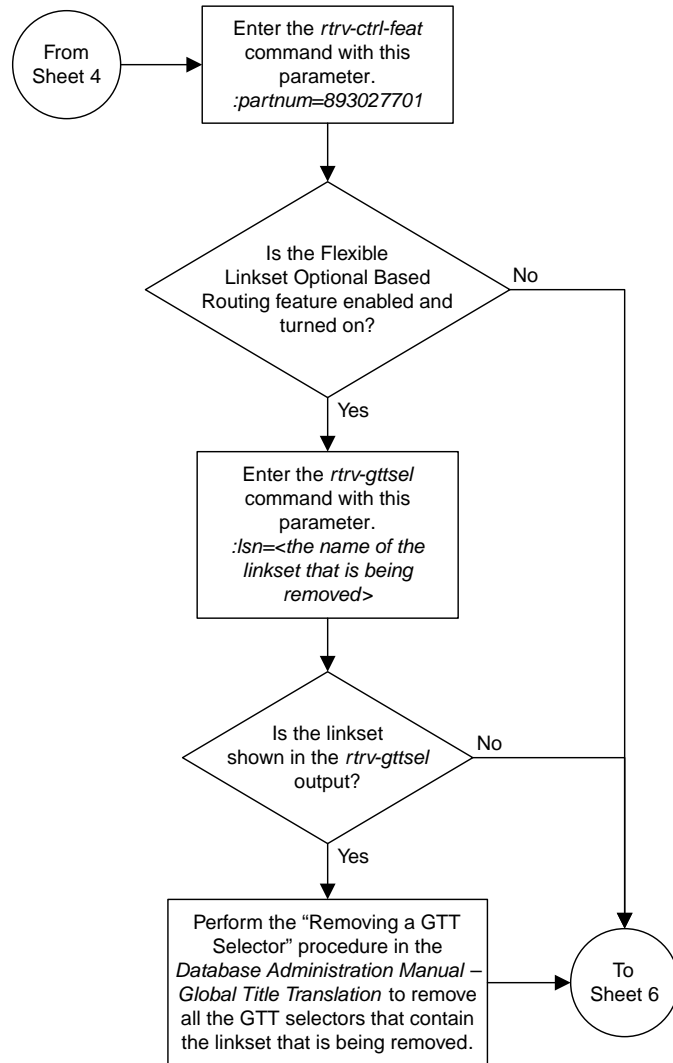 From
Sheet 4
Enter the rtrv-ctrl-feat
command with this
parameter.
:partnum=893027701
Is the Flexible
Linkset Optional Based
Routing feature enabled and
turned on?
No
Yes
Enter the rtrv-gttsel
command with this
parameter.
:lsn=<the name of the
linkset that is being
removed>
Is the linkset
shown in the rtrv-gttsel
output?
No
Yes
Perform the “Removing a GTT
Selector” procedure in the
Database Administration Manual –
Global Title Translation to remove
all the GTT selectors that contain
the linkset that is being removed.
To
Sheet 6